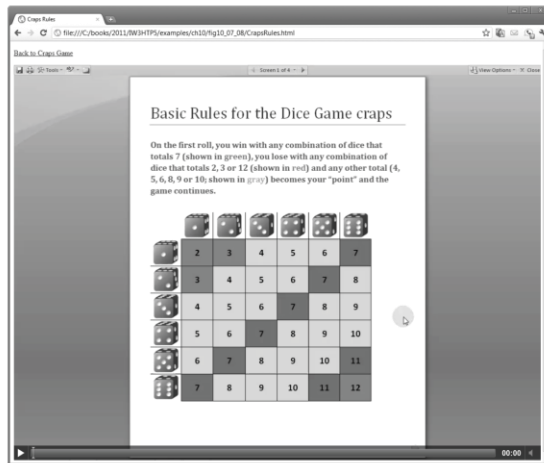 Craps Rules
file:///C:/books/2011/IW3HTP5/examples/ch10/fig10_07_08/CrapsRules.html
Back to Craps Game
Tools
Screen 1 of 4
View Options
Close
Basic Rules for the Dice Game craps
On the first roll, you win with any combination of dice that
totals 7 (shown in green), you lose with any combination of
dice that totals 2, 3 or 12 (shown in red) and any other total (4,
5, 6, 8, 9 or 10; shown in gray) becomes your “point” and the
game continues.
2 3 4 5 6 7
3 4 5 6 7 8
4 5 6 7 8 9
5 6 7 8 9 10
6 7 8 9 10 11
7 8 9 10 11 12
00:00